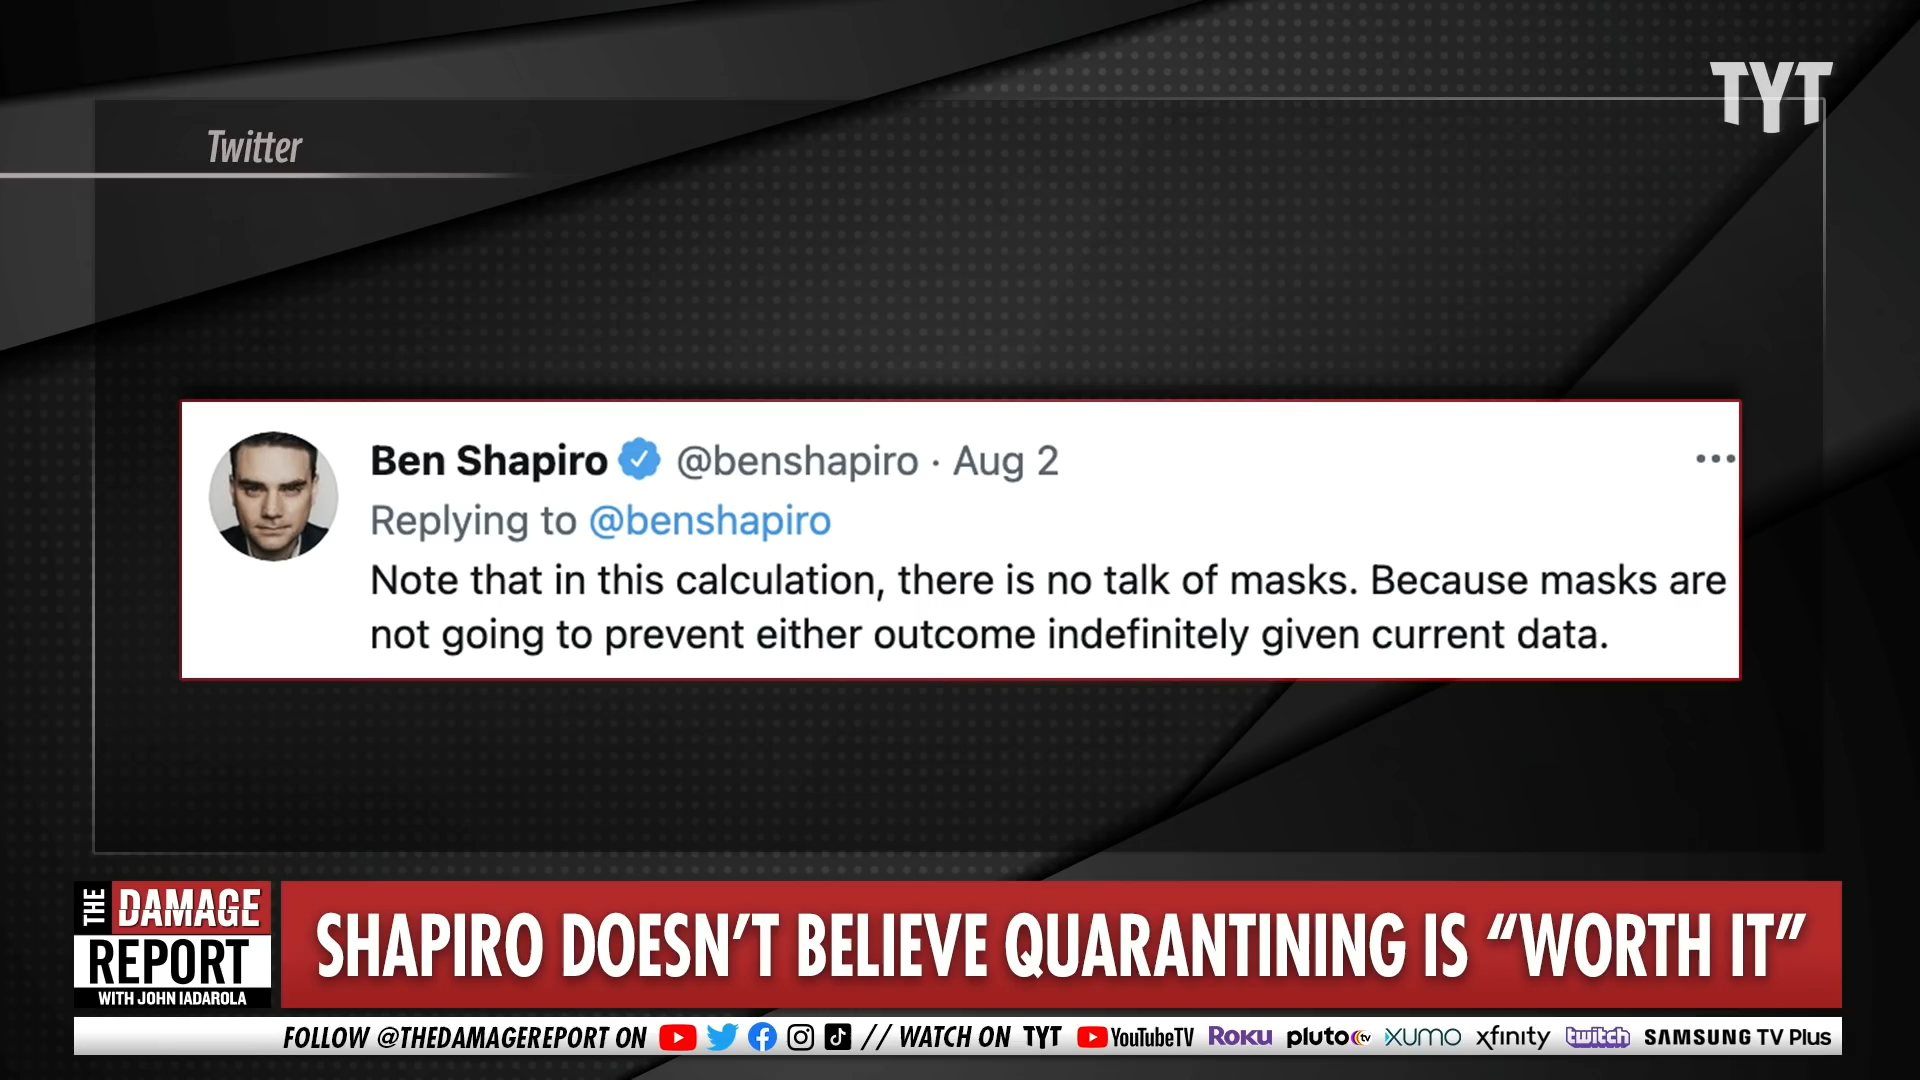 TYT
Twitter
Ben Shapiro @benshapiro · Aug 2
Replying to @benshapiro
Note that in this calculation, there is no talk of masks. Because masks are
not going to prevent either outcome indefinitely given current data.
THE DAMAGE
REPORT
WITH JOHN IADAROLA
SHAPIRO DOESN'T BELIEVE QUARANTINING IS “WORTH IT”
FOLLOW @THEDAMAGEREPORT ON // WATCH ON TYT YouTubeTV ROKU pluto tv XUMO xfinity twitch SAMSUNG TV Plus